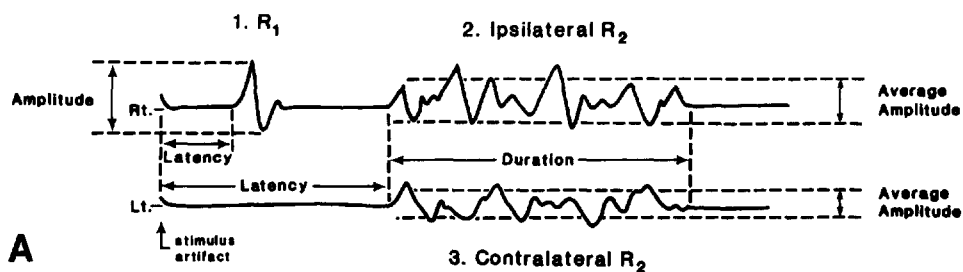 1. R1
2. Ipsilateral R2
Amplitude
Rt.
Average
Amplitude
Latency
Duration
Latency
Lt.
Average
Amplitude
A
stimulus
artifact
3. Contralateral R2